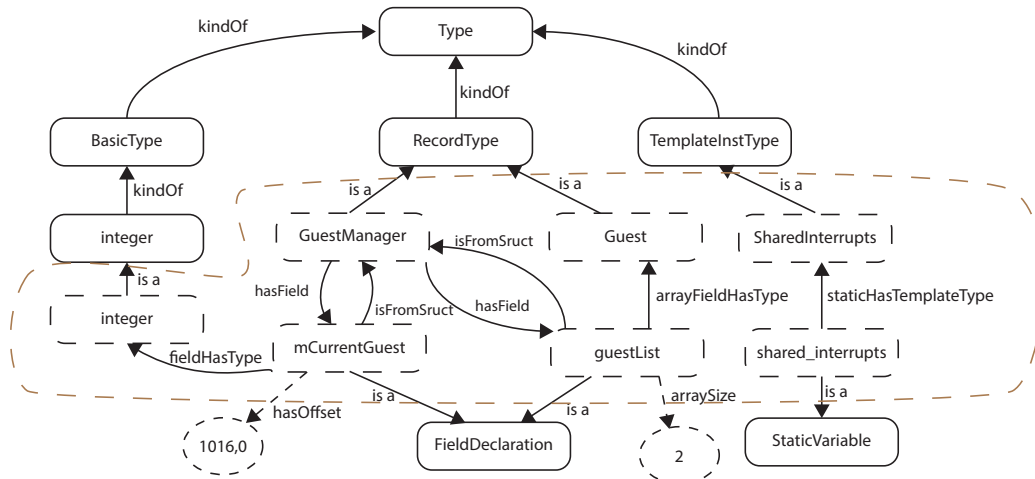 Type
kindOf
kindOf
kindOf
BasicType
RecordType
TemplateInstType
kindOf
is a
is a
is a
integer
GuestManager
isFromSruct
Guest
SharedInterrupts
is a
hasField
isFromSruct
hasField
arrayFieldHasType
staticHasTemplateType
integer
fieldHasType
mCurrentGuest
guestList
shared_interrupts
hasOffset
is a
is a
arraySize
is a
1016,0
FieldDeclaration
2
StaticVariable